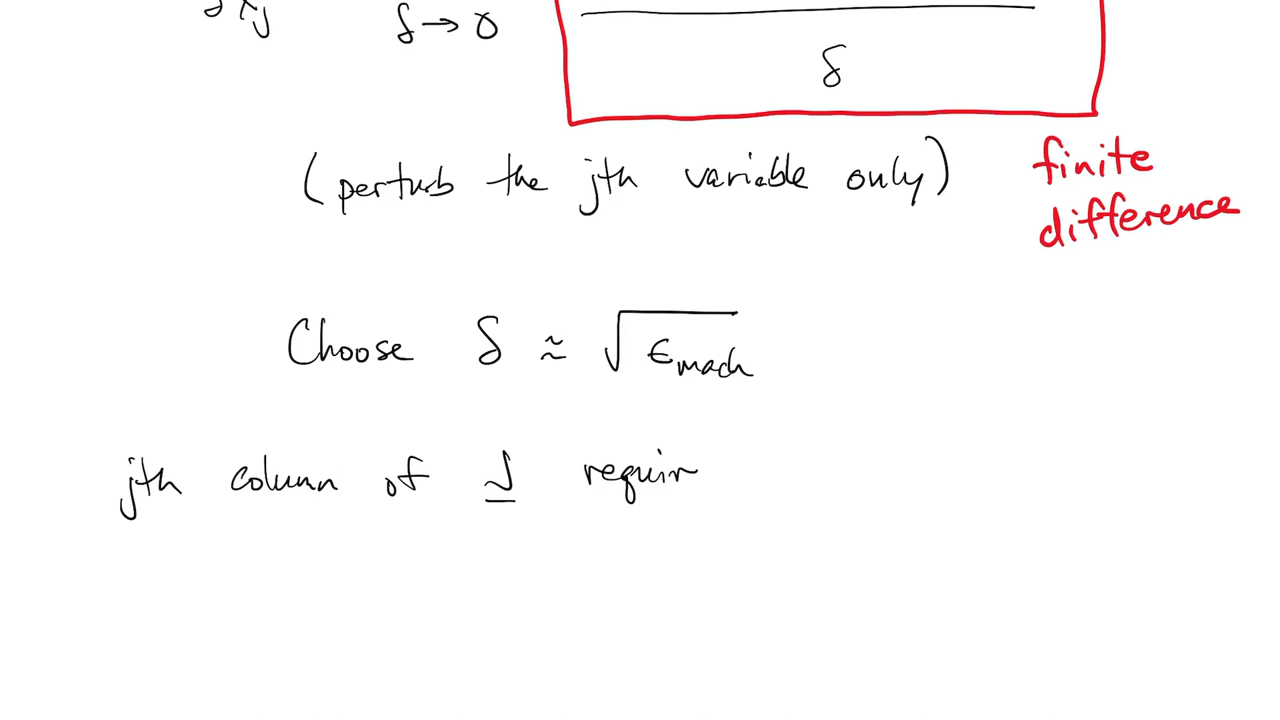 δ → 0
δ
(perturb the jth variable only)
finite
difference
Choose δ ≈ √ϵmach
jth column of J requir